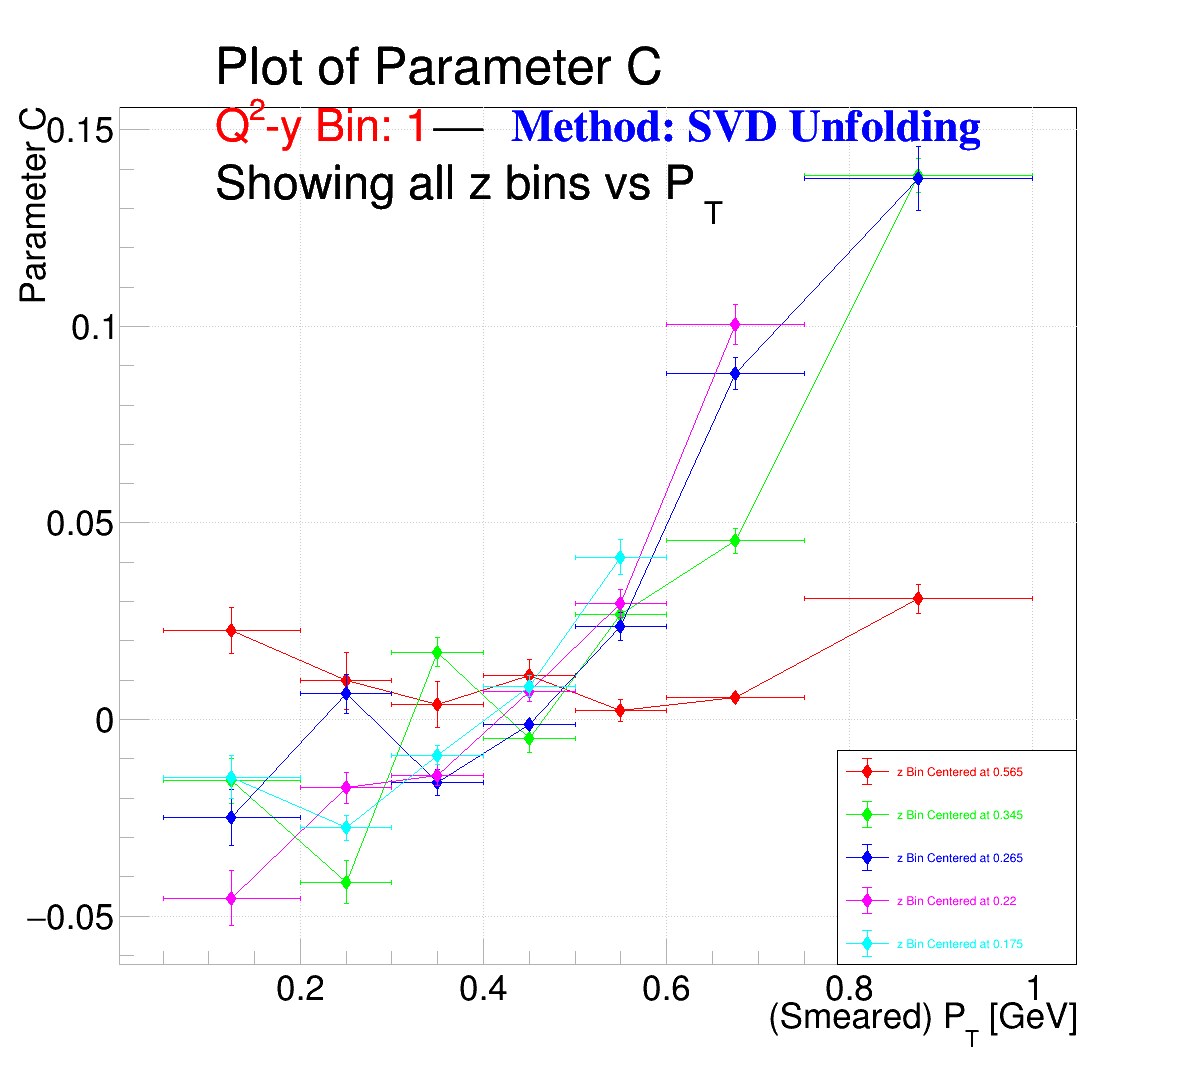 Plot of Parameter C
Q²-y Bin: 1 — Method: SVD Unfolding
Showing all z bins vs P_T
Parameter C
0.15
0.1
0.05
0
−0.05
z Bin Centered at 0.565
z Bin Centered at 0.345
z Bin Centered at 0.265
z Bin Centered at 0.22
z Bin Centered at 0.175
0.2 0.4 0.6 0.8 1
(Smeared) P_T [GeV]